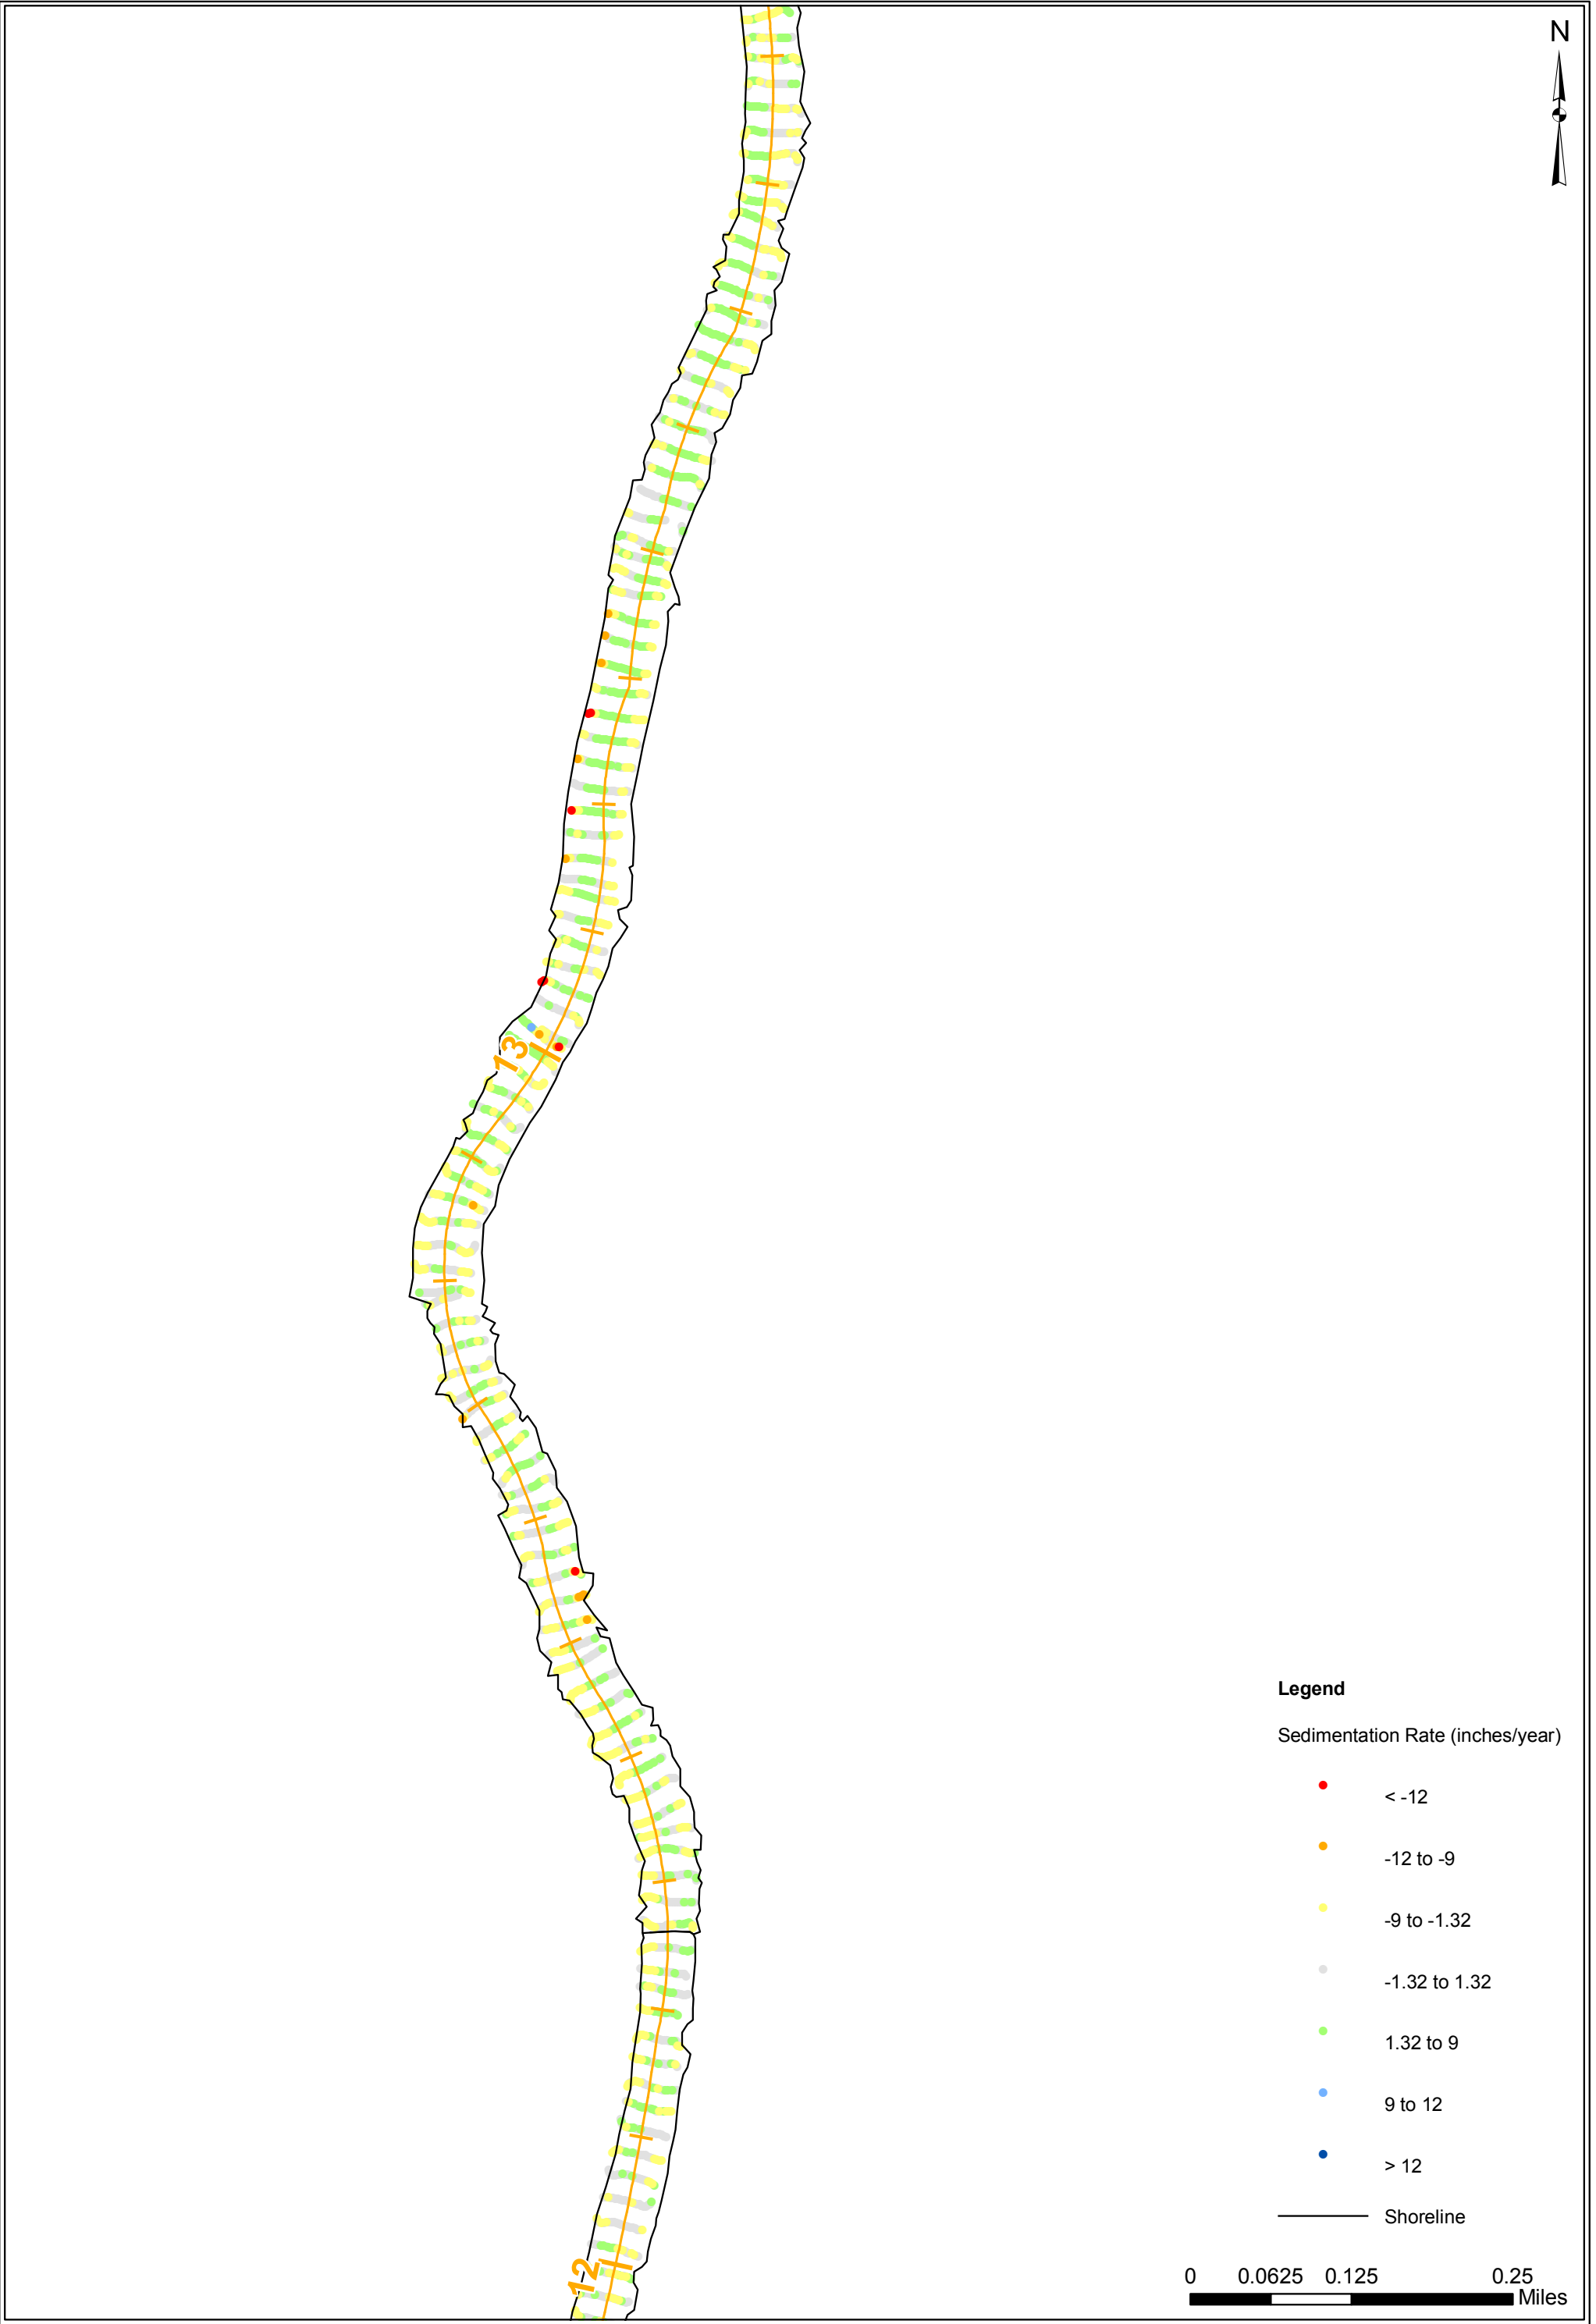 N
13
Legend
Sedimentation Rate (inches/year)
< -12
-12 to -9
-9 to -1.32
-1.32 to 1.32
1.32 to 9
9 to 12
> 12
Shoreline
12
0 0.0625 0.125 0.25
Miles